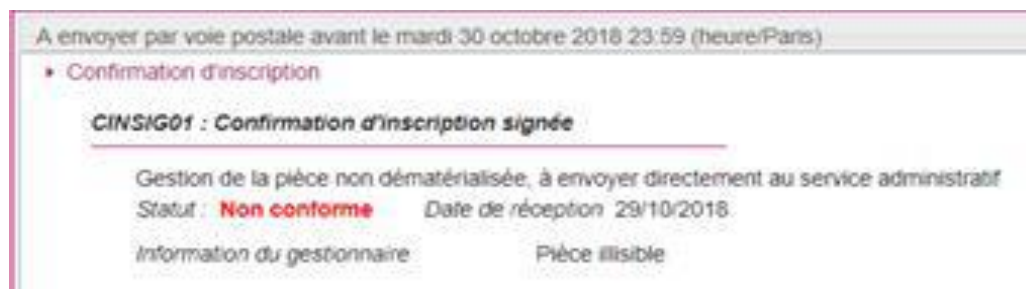 A envoyer par voie postale avant le mardi 30 octobre 2018 23:59 (heure/Paris)
Confirmation d'inscription
CINSIG01 : Confirmation d'inscription signée
Gestion de la pièce non dématérialisée, à envoyer directement au service administratif
Statut : Non conforme Date de réception 29/10/2018
Information du gestionnaire Pièce illisible